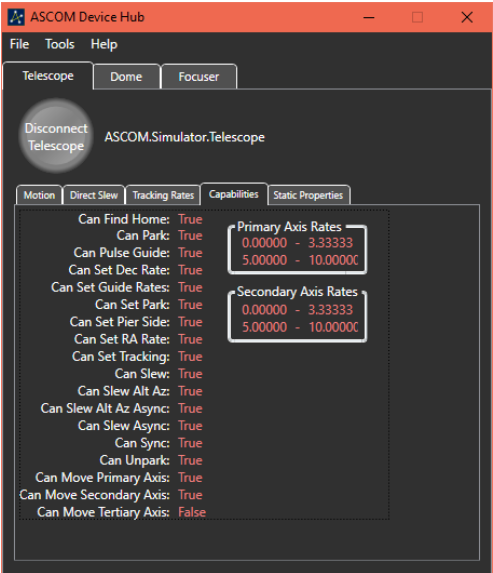 ASCOM Device Hub
File Tools Help
Telescope Dome Focuser
Disconnect
Telescope
ASCOM.Simulator.Telescope
Motion Direct Slew Tracking Rates Capabilities Static Properties
Can Find Home: True
Can Park: True
Can Pulse Guide: True
Can Set Dec Rate: True
Can Set Guide Rates: True
Can Set Park: True
Can Set Pier Side: True
Can Set RA Rate: True
Can Set Tracking: True
Can Slew: True
Can Slew Alt Az: True
Can Slew Alt Az Async: True
Can Slew Async: True
Can Sync: True
Can Unpark: True
Can Move Primary Axis: True
Can Move Secondary Axis: True
Can Move Tertiary Axis: False
Primary Axis Rates
0.00000 - 3.33333
5.00000 - 10.00000
Secondary Axis Rates
0.00000 - 3.33333
5.00000 - 10.00000